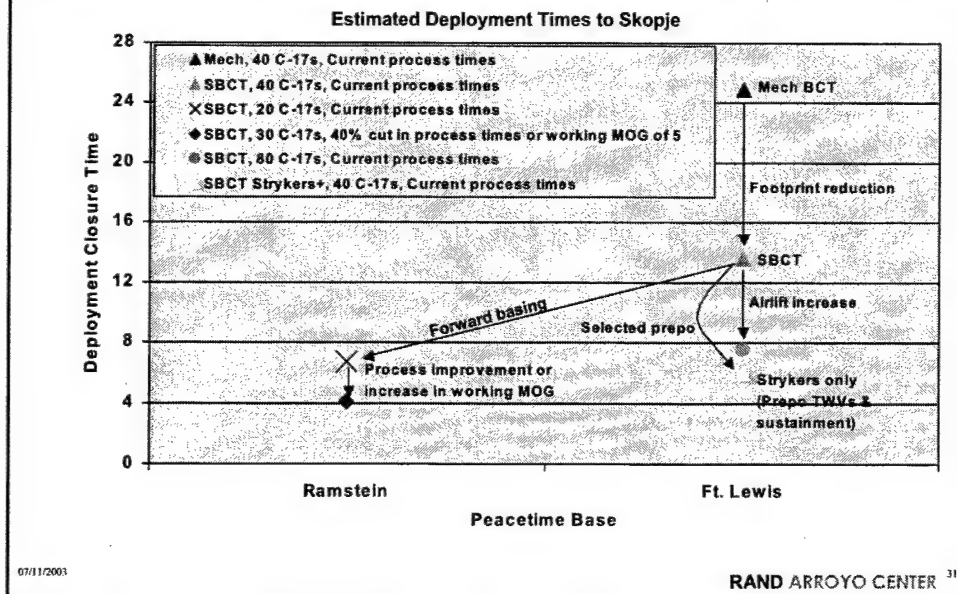 Estimated Deployment Times to Skopje
28
24
20
16
12
8
4
0
Deployment Closure Time
Mech, 40 C-17s, Current process times
SBCT, 40 C-17s, Current process times
SBCT, 20 C-17s, Current process times
SBCT, 30 C-17s, 40% cut in process times or working MOG of 5
SBCT, 80 C-17s, Current process times
SBCT Strykers+, 40 C-17s, Current process times
Mech BCT
Footprint reduction
SBCT
Airlift increase
Forward basing
Selected prepo
Process improvement or
increase in working MOG
Strykers only
(Prepo TWVs &
sustainment)
Ramstein
Ft. Lewis
Peacetime Base
07/11/2003
RAND ARROYO CENTER 31